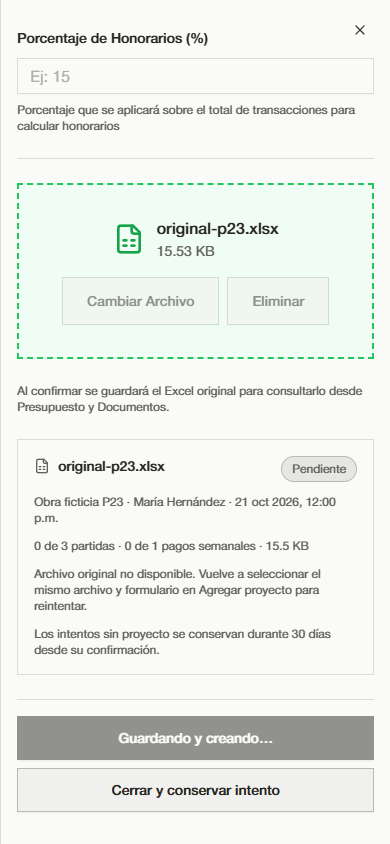 Porcentaje de Honorarios (%)
Ej: 15
Porcentaje que se aplicará sobre el total de transacciones para
calcular honorarios
original-p23.xlsx
15.53 KB
Cambiar Archivo
Eliminar
Al confirmar se guardará el Excel original para consultarlo desde
Presupuesto y Documentos.
original-p23.xlsx
Pendiente
Obra ficticia P23 · María Hernández · 21 oct 2026, 12:00
p.m.
0 de 3 partidas · 0 de 1 pagos semanales · 15.5 KB
Archivo original no disponible. Vuelve a seleccionar el
mismo archivo y formulario en Agregar proyecto para
reintentar.
Los intentos sin proyecto se conservan durante 30 días
desde su confirmación.
Guardando y creando…
Cerrar y conservar intento